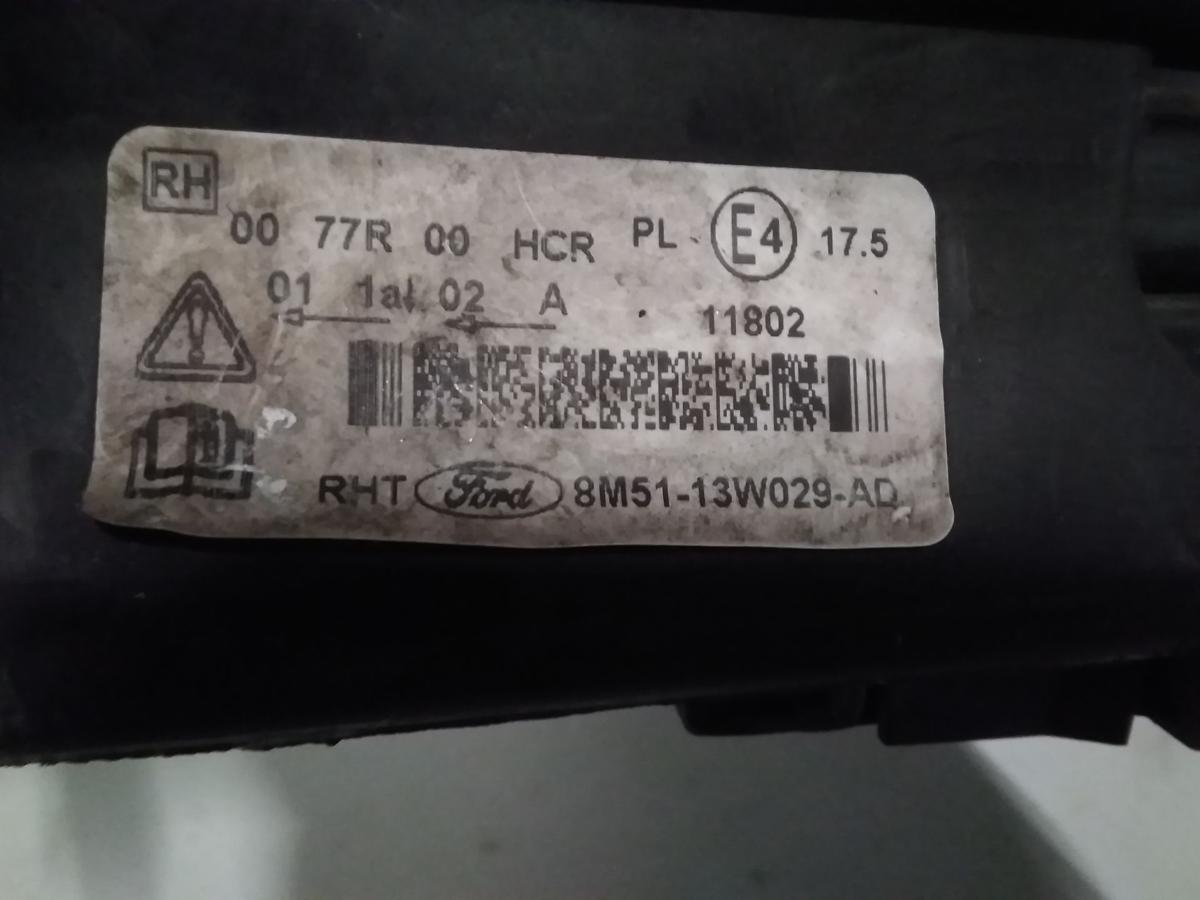 RH
00 77R 00 HCR PL E4 17.5
01 1a 02 A 11802
RHT Ford 8M51-13W029-AD